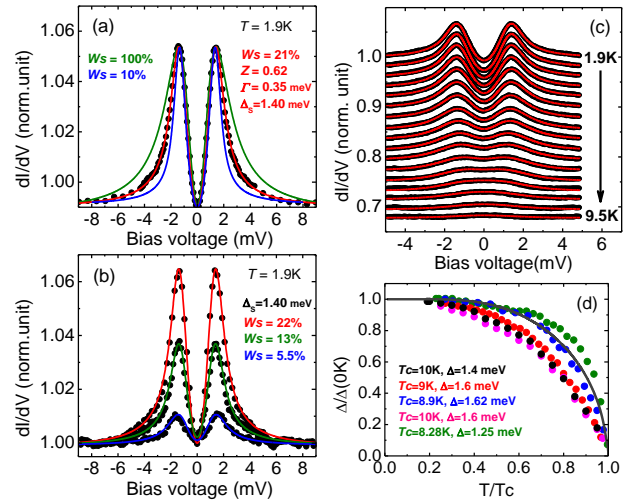 (a)
T = 1.9K
Ws = 100%
Ws = 10%
Ws = 21%
Z = 0.62
Γ = 0.35 meV
Δs=1.40 meV
1.06
1.04
1.02
1.00
dI/dV (norm.unit)
-8 -6 -4 -2 0 2 4 6 8
Bias voltage (mV)
(b)
T = 1.9K
Δs=1.40 meV
Ws = 22%
Ws = 13%
Ws = 5.5%
1.06
1.04
1.02
1.00
dI/dV (norm.unit)
-8 -6 -4 -2 0 2 4 6 8
Bias voltage (mV)
(c)
1.9K
9.5K
1.0
0.9
0.8
0.7
dI/dV (norm. unit)
-4 -2 0 2 4 6
Bias voltage(mV)
(d)
1.0
0.8
0.6
0.4
0.2
0.0
Δ/Δ(0K)
Tc=10K, Δ=1.4 meV
Tc=9K, Δ=1.6 meV
Tc=8.9K, Δ=1.62 meV
Tc=10K, Δ=1.6 meV
Tc=8.28K, Δ=1.25 meV
0.0 0.2 0.4 0.6 0.8 1.0
T/Tc